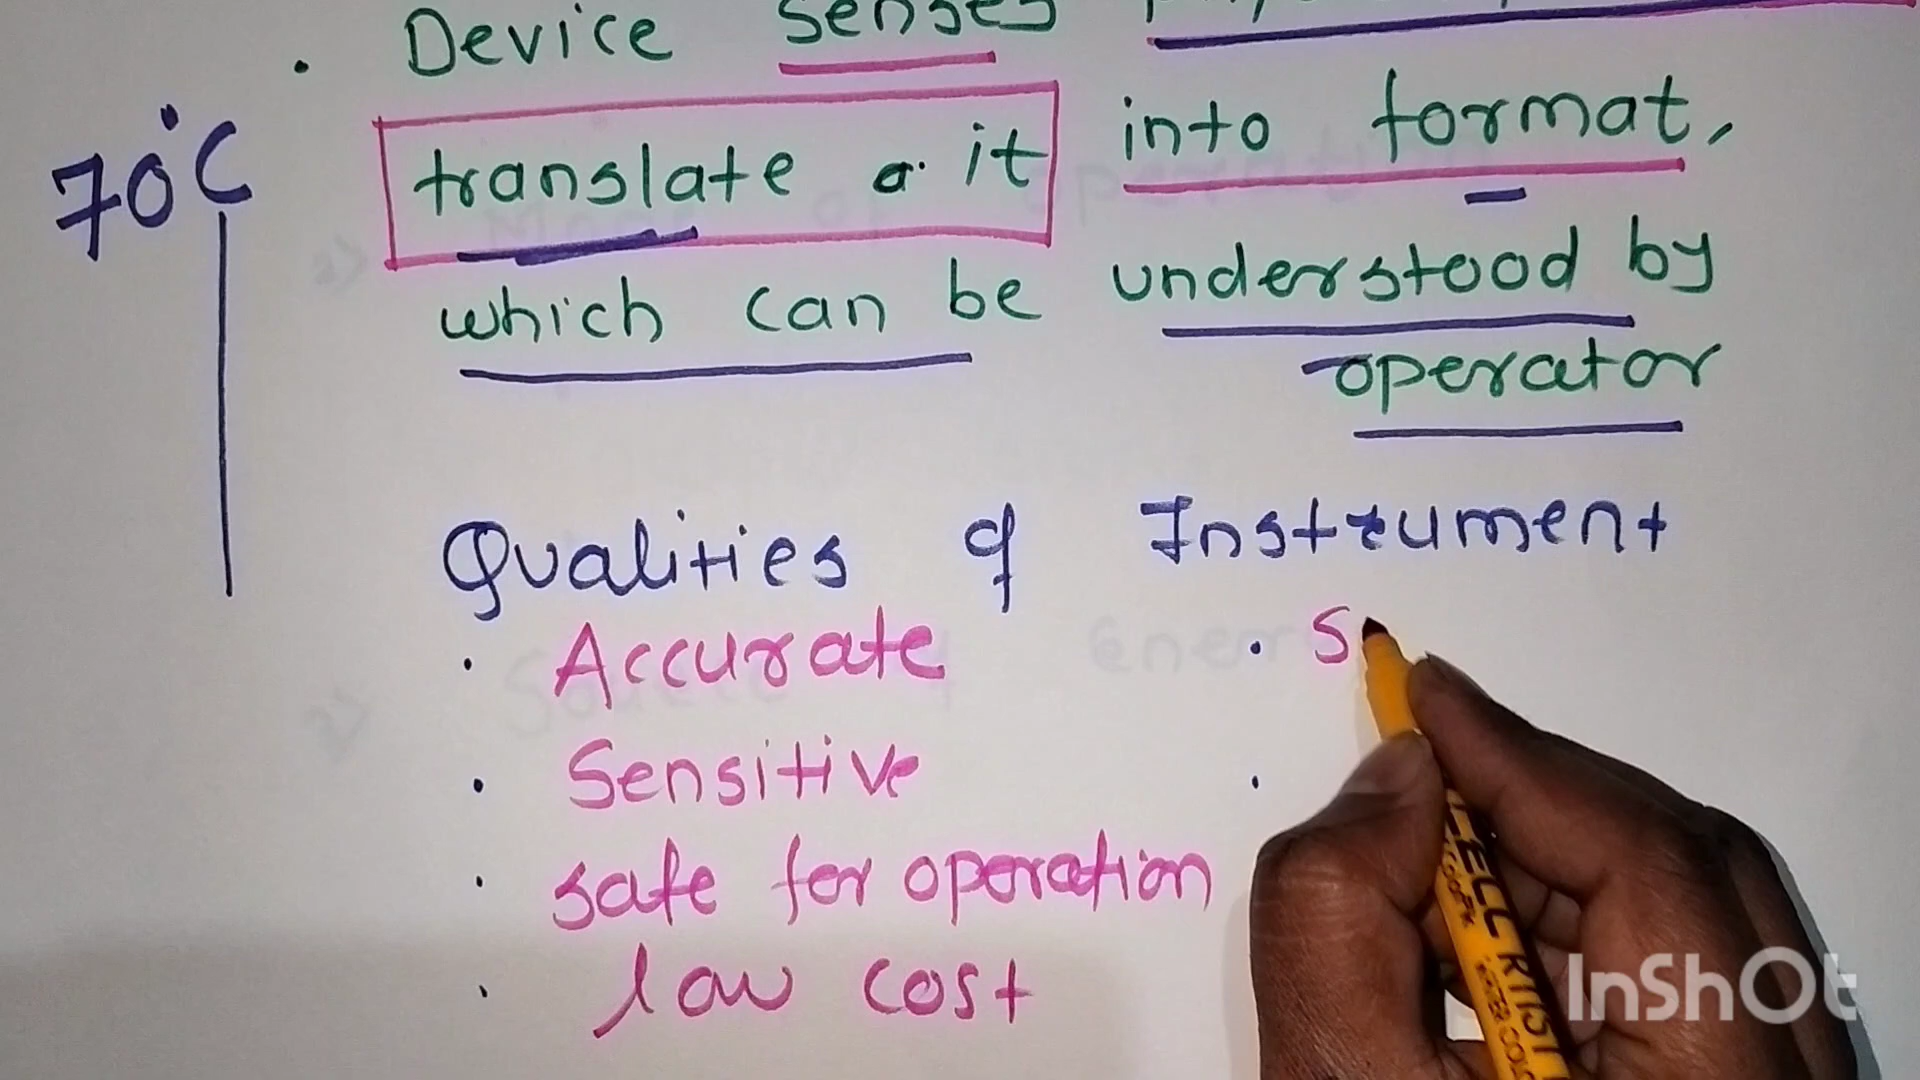 · Device senses
70°C
translate a. it into format,
which can be understood by
operator
Qualities of Instrument
· Accurate
· S
· Sensitive
·
· safe for operation
· low cost
InShOt